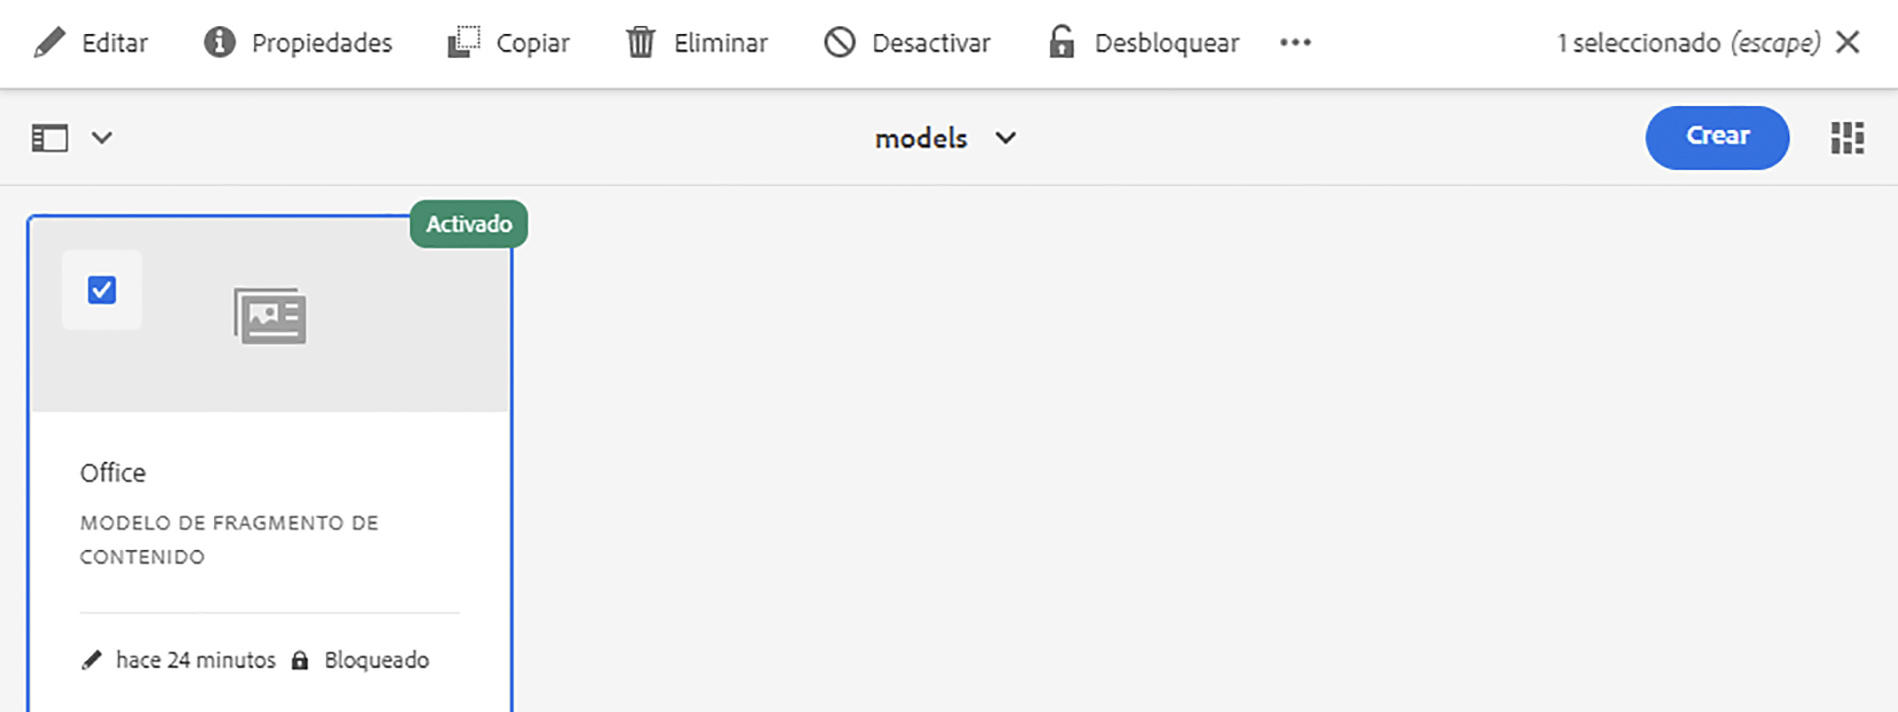 Editar Propiedades Copiar Eliminar Desactivar Desbloquear ••• 1 seleccionado (escape)
models Crear
Activado
Office
MODELO DE FRAGMENTO DE
CONTENIDO
hace 24 minutos Bloqueado